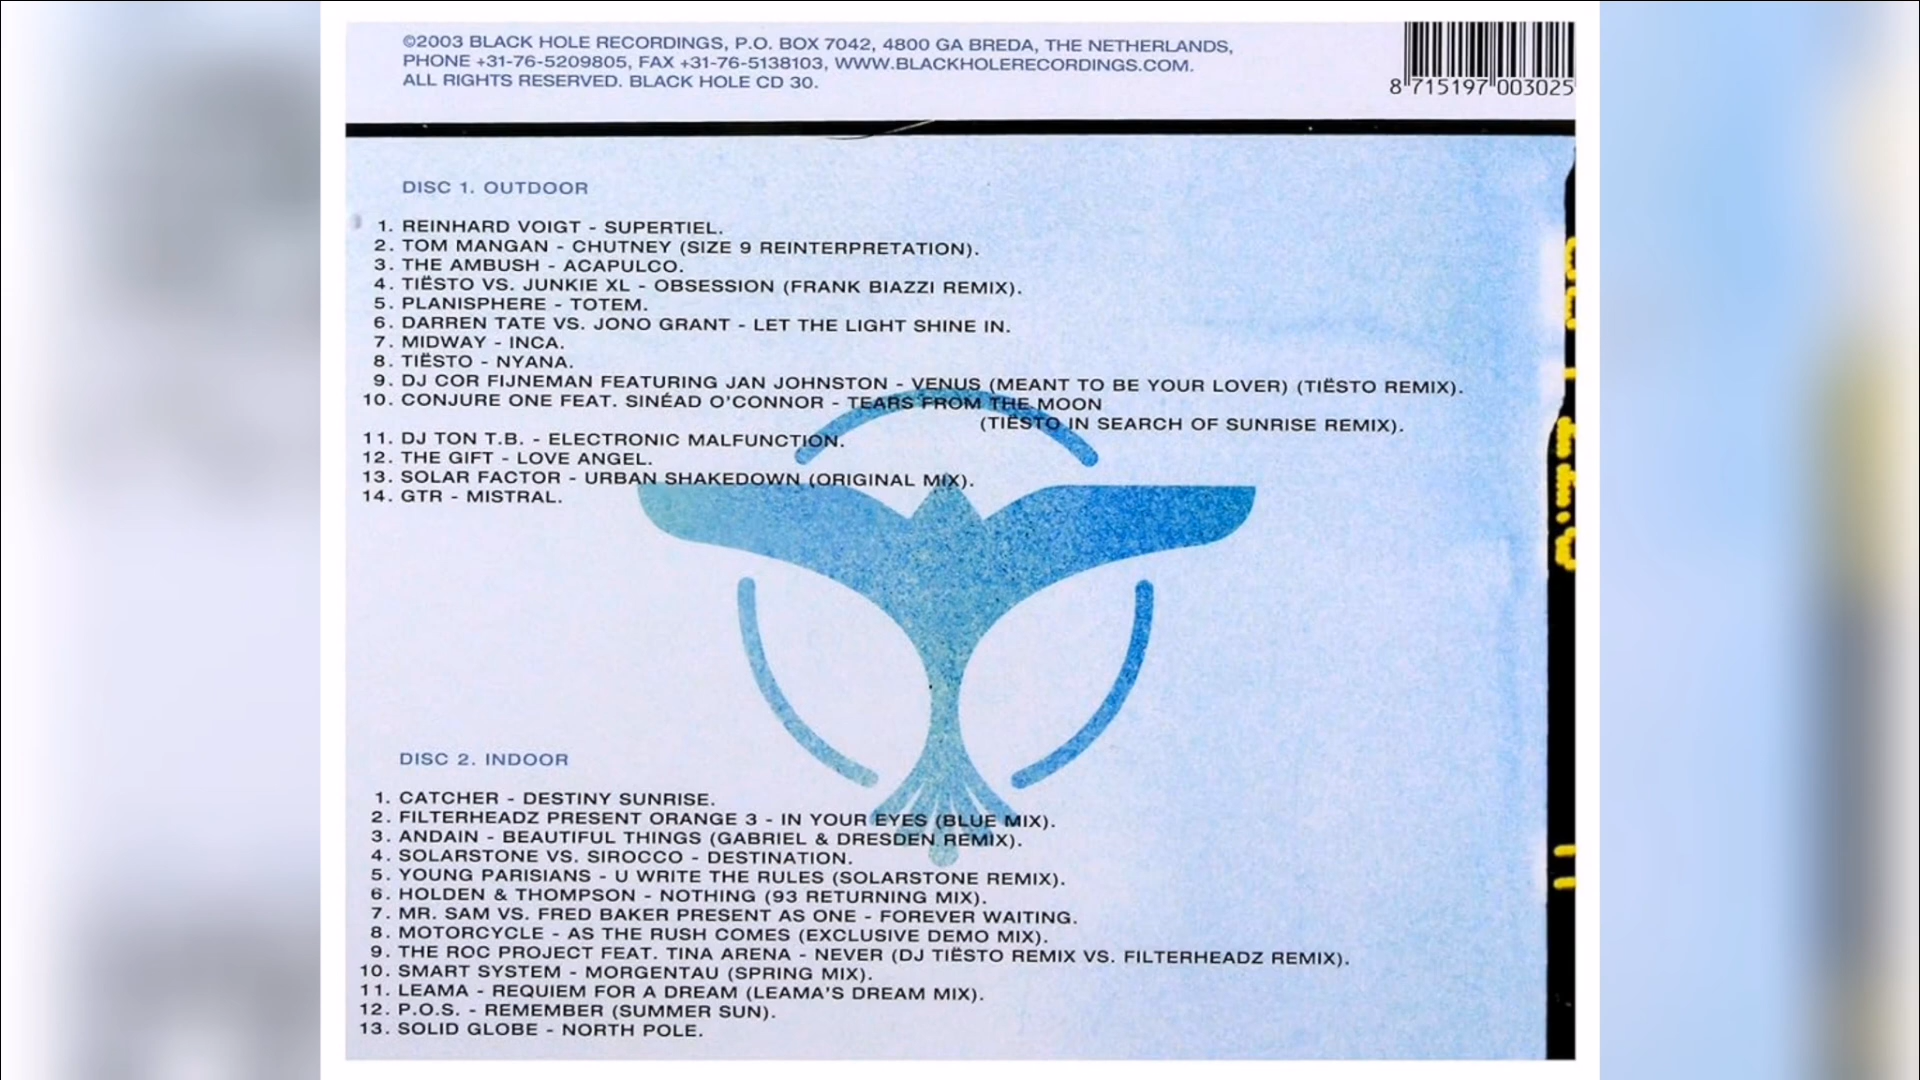 ©2003 BLACK HOLE RECORDINGS, P.O. BOX 7042, 4800 GA BREDA, THE NETHERLANDS,
PHONE +31-76-5209805, FAX +31-76-5138103, WWW.BLACKHOLERECORDINGS.COM.
ALL RIGHTS RESERVED. BLACK HOLE CD 30.
8 715197 003025
DISC 1. OUTDOOR
1. REINHARD VOIGT - SUPERTIEL.
2. TOM MANGAN - CHUTNEY (SIZE 9 REINTERPRETATION).
3. THE AMBUSH - ACAPULCO.
4. TIËSTO VS. JUNKIE XL - OBSESSION (FRANK BIAZZI REMIX).
5. PLANISPHERE - TOTEM.
6. DARREN TATE VS. JONO GRANT - LET THE LIGHT SHINE IN.
7. MIDWAY - INCA.
8. TIËSTO - NYANA.
9. DJ COR FIJNEMAN FEATURING JAN JOHNSTON - VENUS (MEANT TO BE YOUR LOVER) (TIËSTO REMIX).
10. CONJURE ONE FEAT. SINÉAD O'CONNOR - TEARS FROM THE MOON
(TIËSTO IN SEARCH OF SUNRISE REMIX).
11. DJ TON T.B. - ELECTRONIC MALFUNCTION.
12. THE GIFT - LOVE ANGEL.
13. SOLAR FACTOR - URBAN SHAKEDOWN (ORIGINAL MIX).
14. GTR - MISTRAL.
DISC 2. INDOOR
1. CATCHER - DESTINY SUNRISE.
2. FILTERHEADZ PRESENT ORANGE 3 - IN YOUR EYES (BLUE MIX).
3. ANDAIN - BEAUTIFUL THINGS (GABRIEL & DRESDEN REMIX).
4. SOLARSTONE VS. SIROCCO - DESTINATION.
5. YOUNG PARISIANS - U WRITE THE RULES (SOLARSTONE REMIX).
6. HOLDEN & THOMPSON - NOTHING (93 RETURNING MIX).
7. MR. SAM VS. FRED BAKER PRESENT AS ONE - FOREVER WAITING.
8. MOTORCYCLE - AS THE RUSH COMES (EXCLUSIVE DEMO MIX).
9. THE ROC PROJECT FEAT. TINA ARENA - NEVER (DJ TIËSTO REMIX VS. FILTERHEADZ REMIX).
10. SMART SYSTEM - MORGENTAU (SPRING MIX).
11. LEAMA - REQUIEM FOR A DREAM (LEAMA'S DREAM MIX).
12. P.O.S. - REMEMBER (SUMMER SUN).
13. SOLID GLOBE - NORTH POLE.